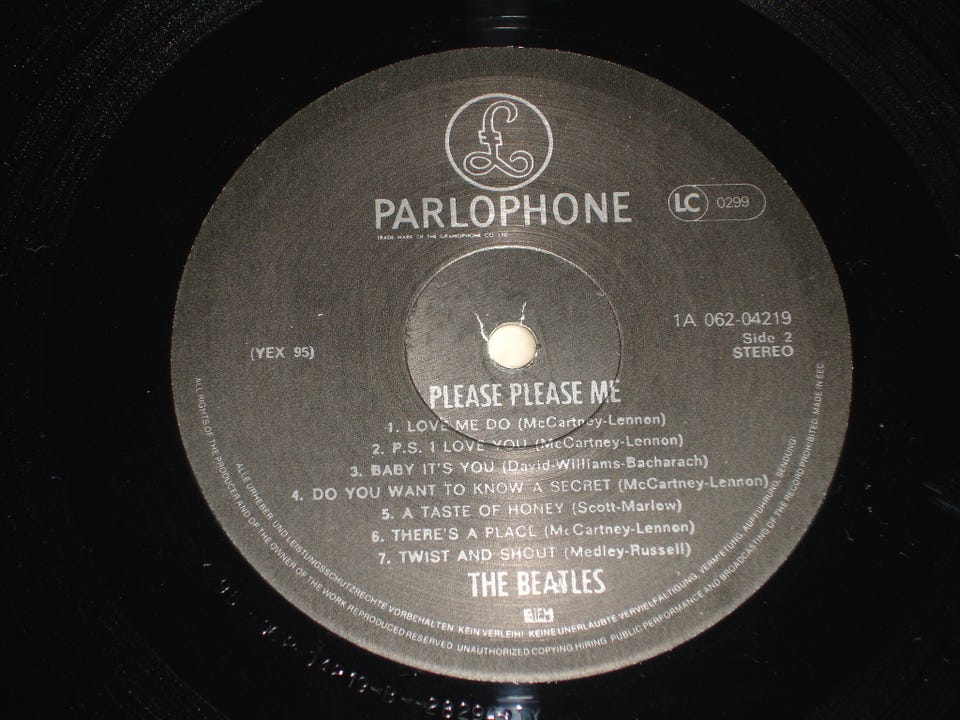 £
PARLOPHONE
TRADE MARK OF THE GRAMOPHONE CO. LTD
LC 0299
1A 062-04219
Side 2
STEREO
(YEX 95)
PLEASE PLEASE ME
1. LOVE ME DO (McCartney-Lennon)
2. P.S. I LOVE YOU (McCartney-Lennon)
3. BABY IT'S YOU (David-Williams-Bacharach)
4. DO YOU WANT TO KNOW A SECRET (McCartney-Lennon)
5. A TASTE OF HONEY (Scott-Marlow)
6. THERE'S A PLACE (McCartney-Lennon)
7. TWIST AND SHOUT (Medley-Russell)
THE BEATLES
BIEM
ALLE URHEBER UND LEISTUNGSSCHUTZRECHTE VORBEHALTEN. KEIN VERLEIH! KEINE UNERLAUBTE VERVIELFALTIGUNG, VERMIETUNG, AUFFUHRUNG, SENDUNG!
ALL RIGHTS OF THE PRODUCER AND OF THE OWNER OF THE WORK REPRODUCED RESERVED. UNAUTHORIZED COPYING HIRING PUBLIC PERFORMANCE AND BROADCASTING OF THE RECORD PROHIBITED. MADE IN EEC